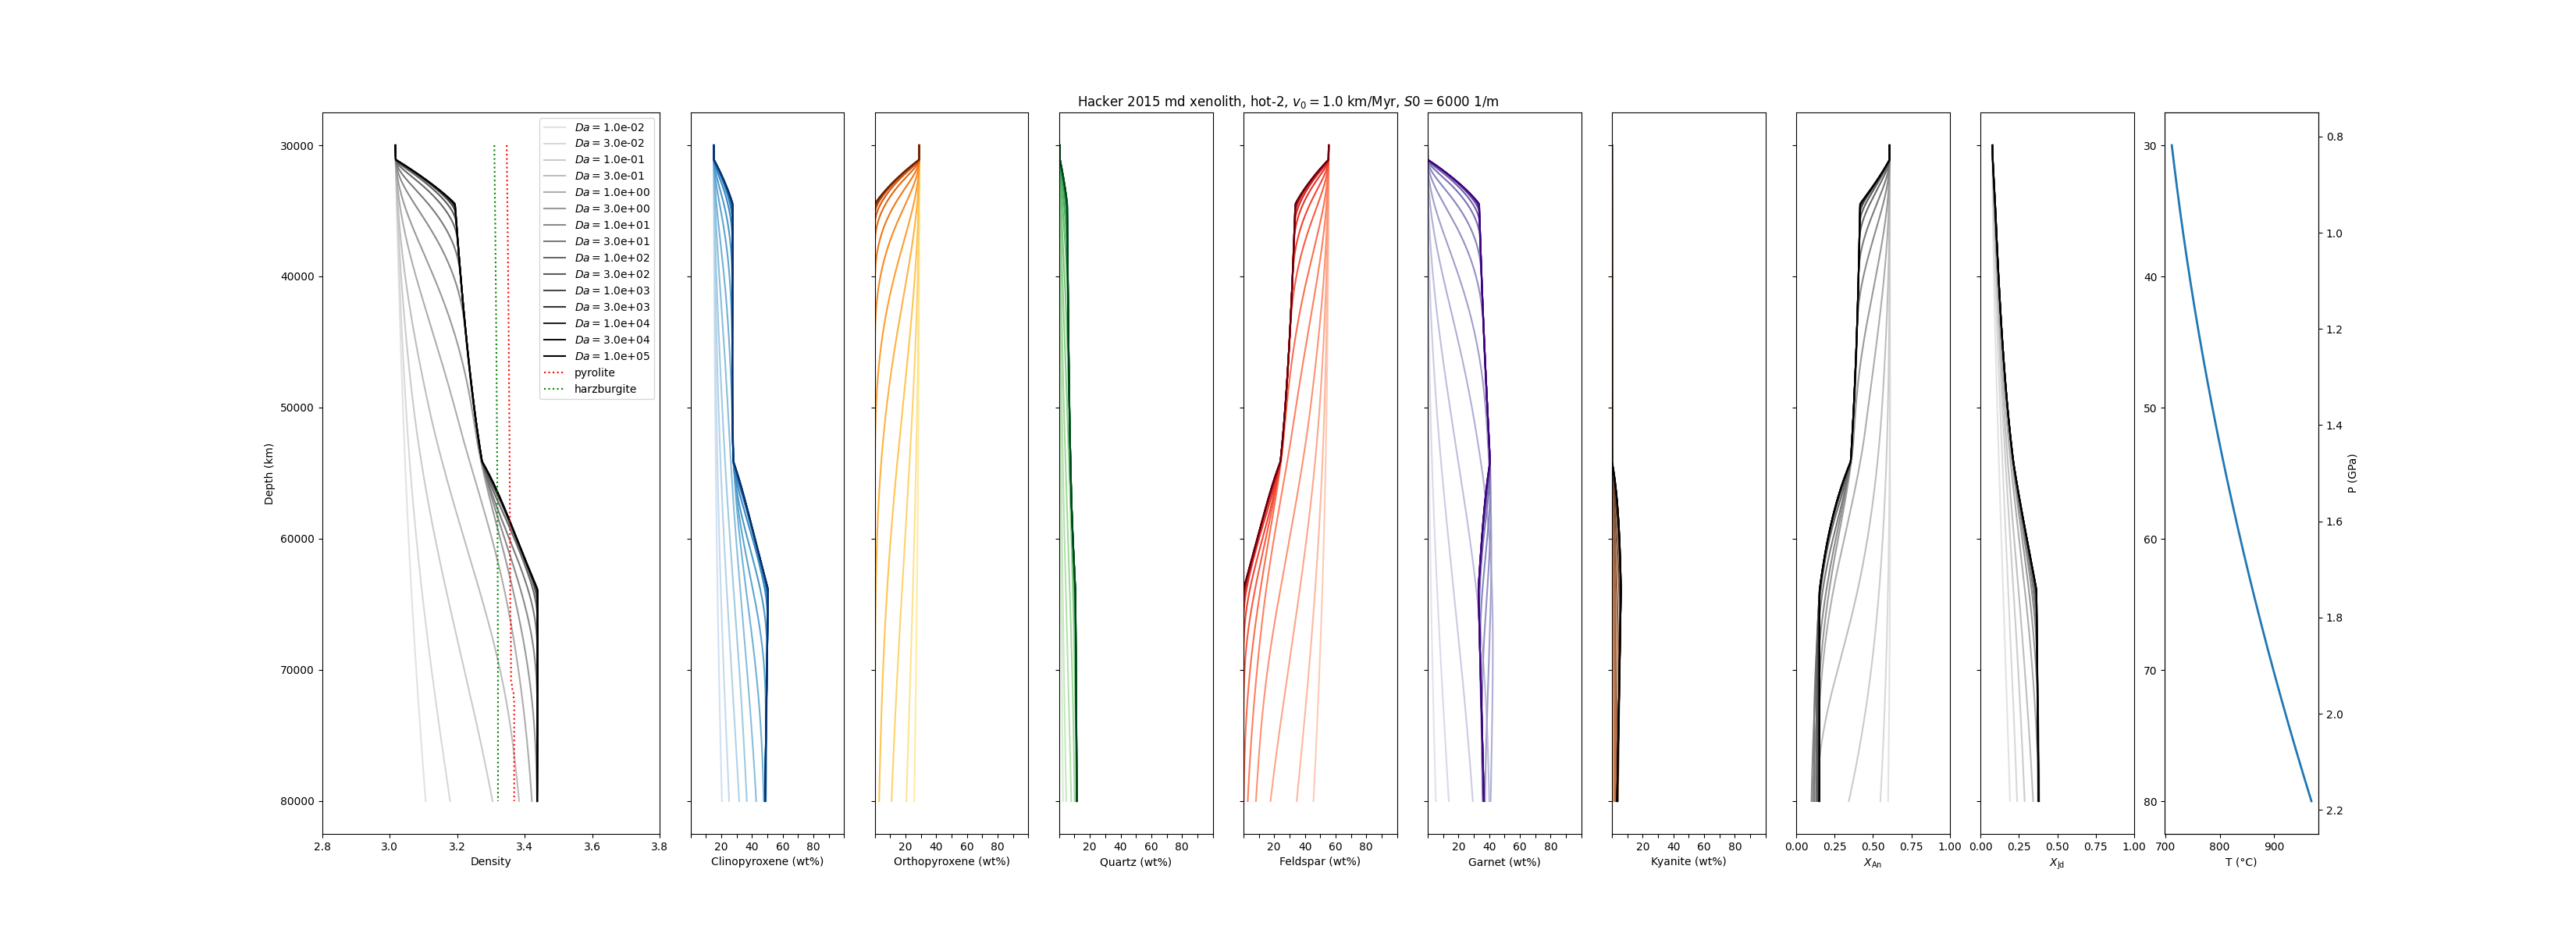 Hacker 2015 md xenolith, hot-2, v₀ = 1.0 km/Myr, S0 = 6000 1/m
Da = 1.0e-02
Da = 3.0e-02
Da = 1.0e-01
Da = 3.0e-01
Da = 1.0e+00
Da = 3.0e+00
Da = 1.0e+01
Da = 3.0e+01
Da = 1.0e+02
Da = 3.0e+02
Da = 1.0e+03
Da = 3.0e+03
Da = 1.0e+04
Da = 3.0e+04
Da = 1.0e+05
pyrolite
harzburgite
Depth (km)
30000
40000
50000
60000
70000
80000
2.8 3.0 3.2 3.4 3.6 3.8
Density
20 40 60 80
Clinopyroxene (wt%)
20 40 60 80
Orthopyroxene (wt%)
20 40 60 80
Quartz (wt%)
20 40 60 80
Feldspar (wt%)
20 40 60 80
Garnet (wt%)
20 40 60 80
Kyanite (wt%)
0.00 0.25 0.50 0.75 1.00
X_An
0.00 0.25 0.50 0.75 1.00
X_Jd
30
40
50
60
70
80
700 800 900
T (°C)
0.8
1.0
1.2
1.4
1.6
1.8
2.0
2.2
P (GPa)